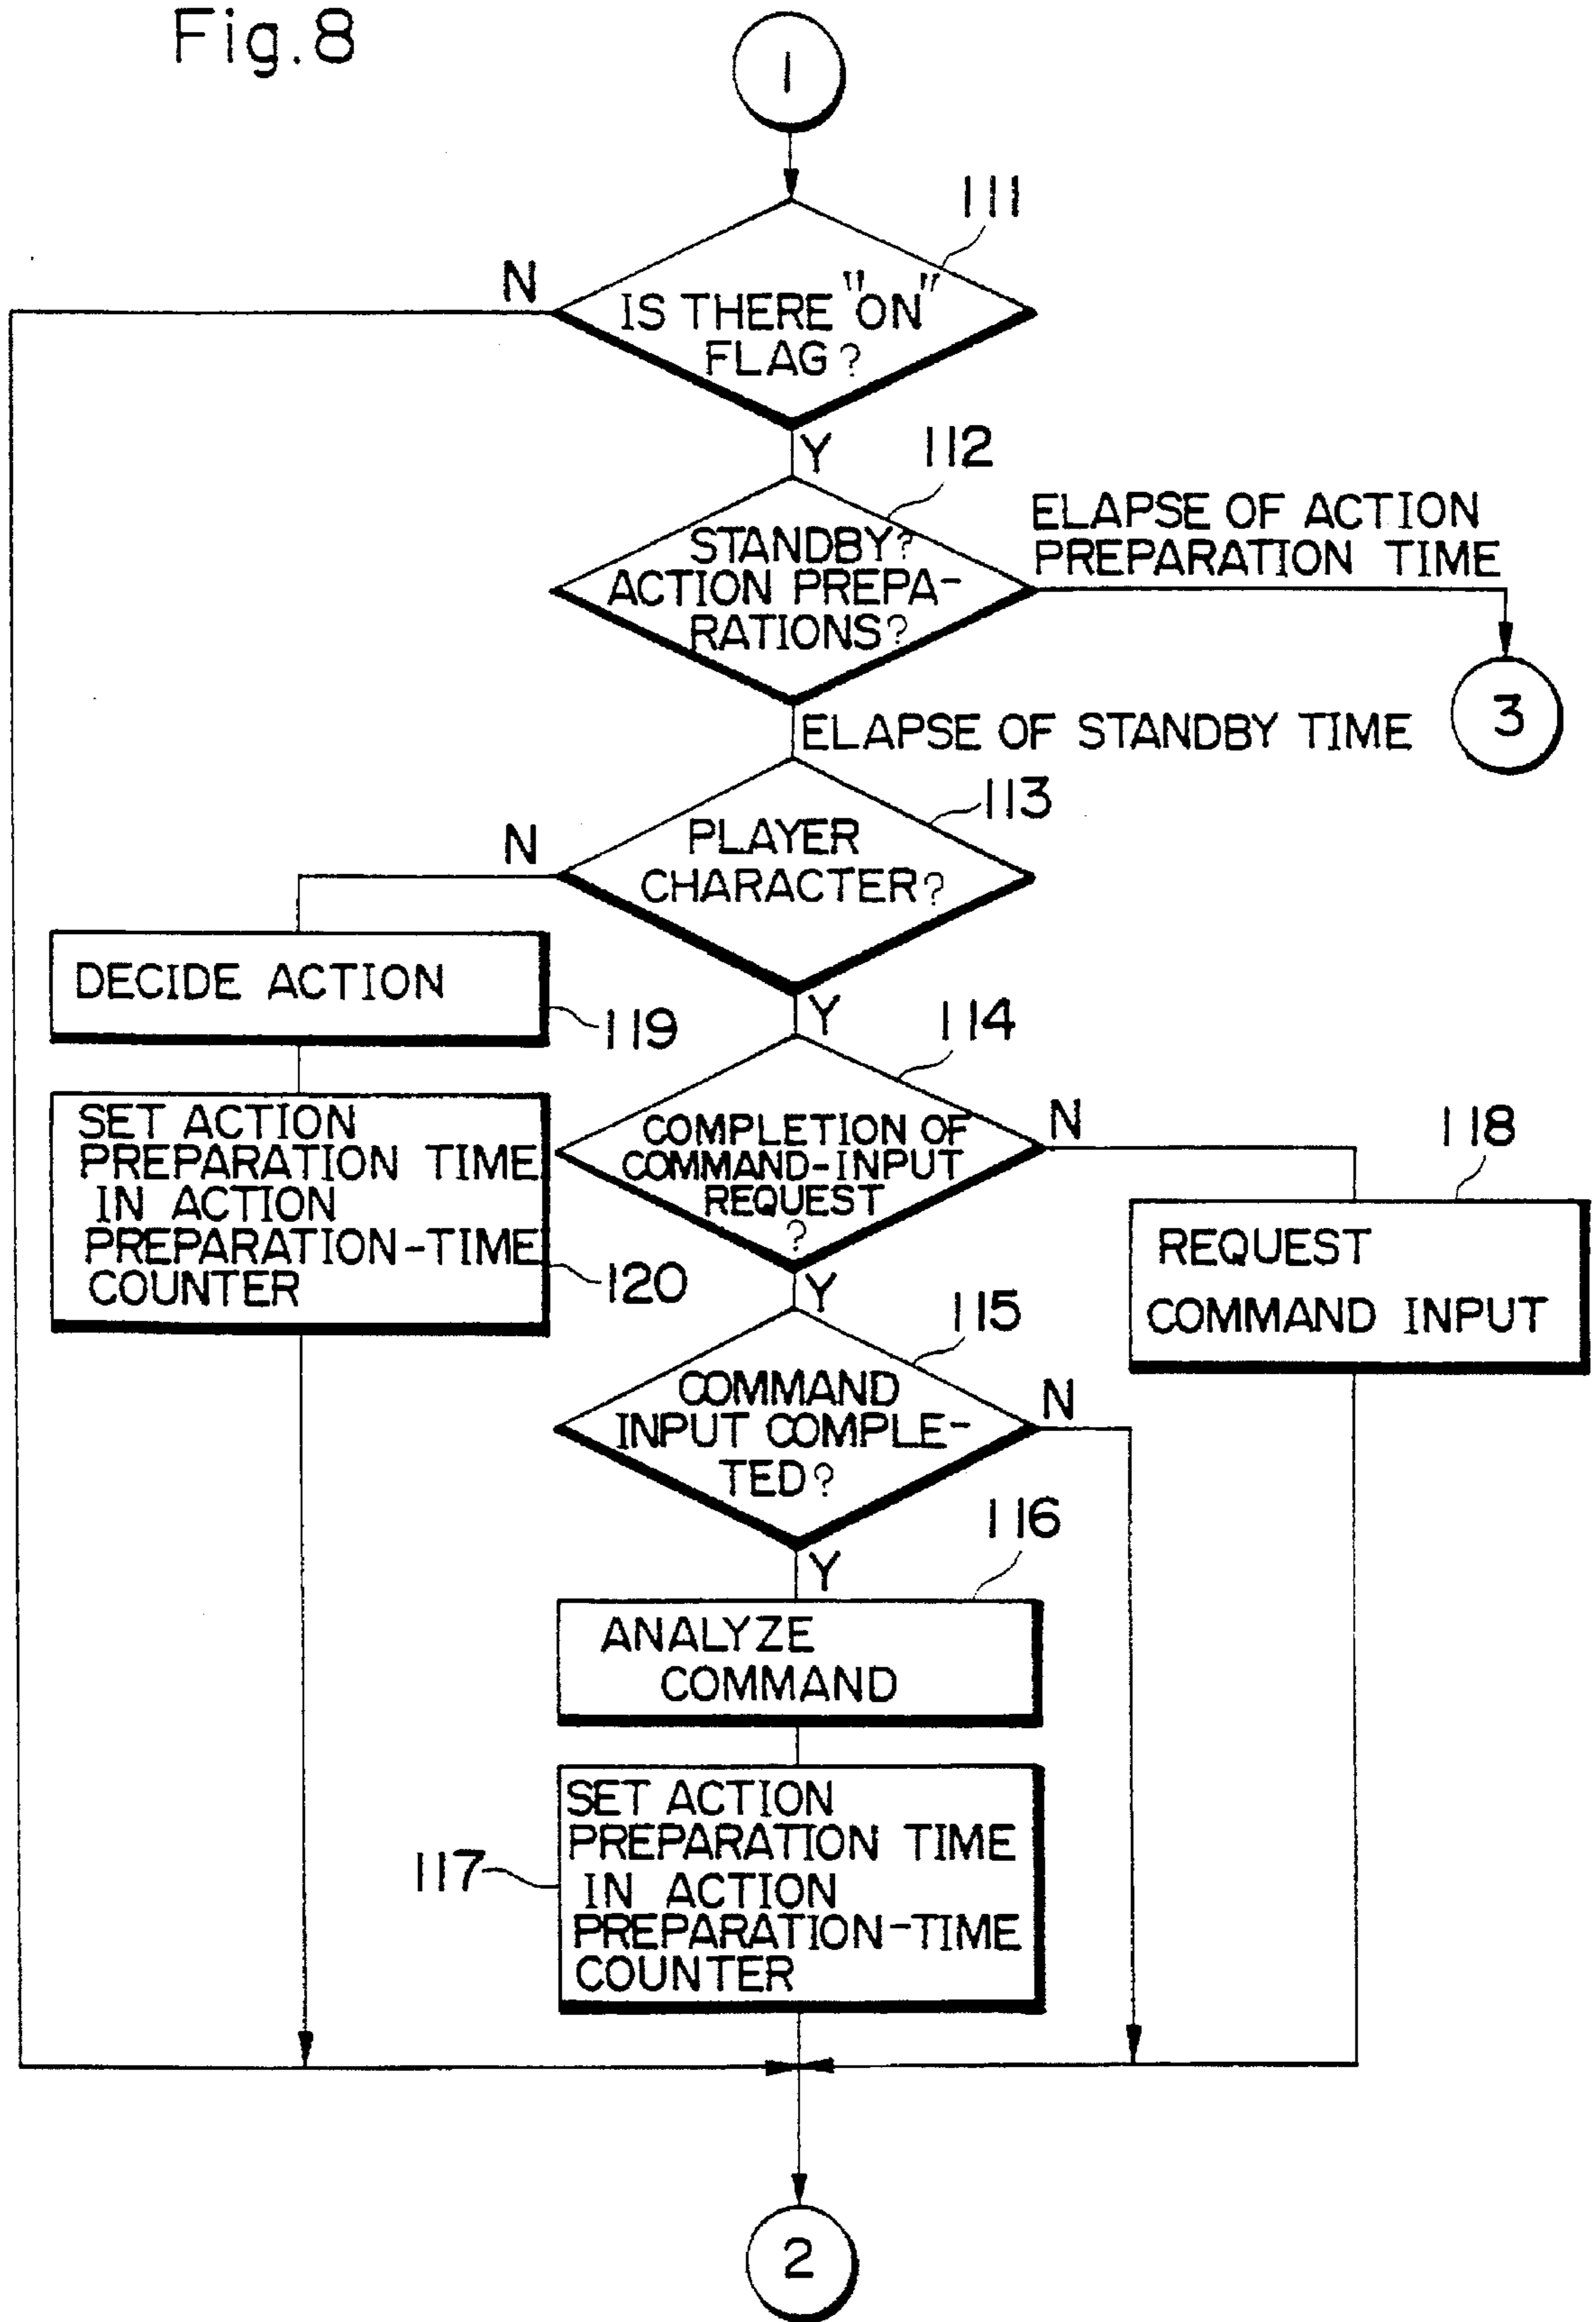 Fig.8
1
111
N
IS THERE "ON"
FLAG?
Y
112
STANDBY?
ACTION PREPA-
RATIONS?
ELAPSE OF ACTION
PREPARATION TIME
3
ELAPSE OF STANDBY TIME
113
N
PLAYER
CHARACTER?
DECIDE ACTION
119
Y
114
SET ACTION
PREPARATION TIME
IN ACTION
PREPARATION-TIME
COUNTER
120
COMPLETION OF
COMMAND-INPUT
REQUEST
?
N
118
REQUEST
COMMAND INPUT
Y
115
COMMAND
INPUT COMPLE-
TED?
N
116
Y
ANALYZE
COMMAND
SET ACTION
PREPARATION TIME
IN ACTION
PREPARATION-TIME
COUNTER
117
2